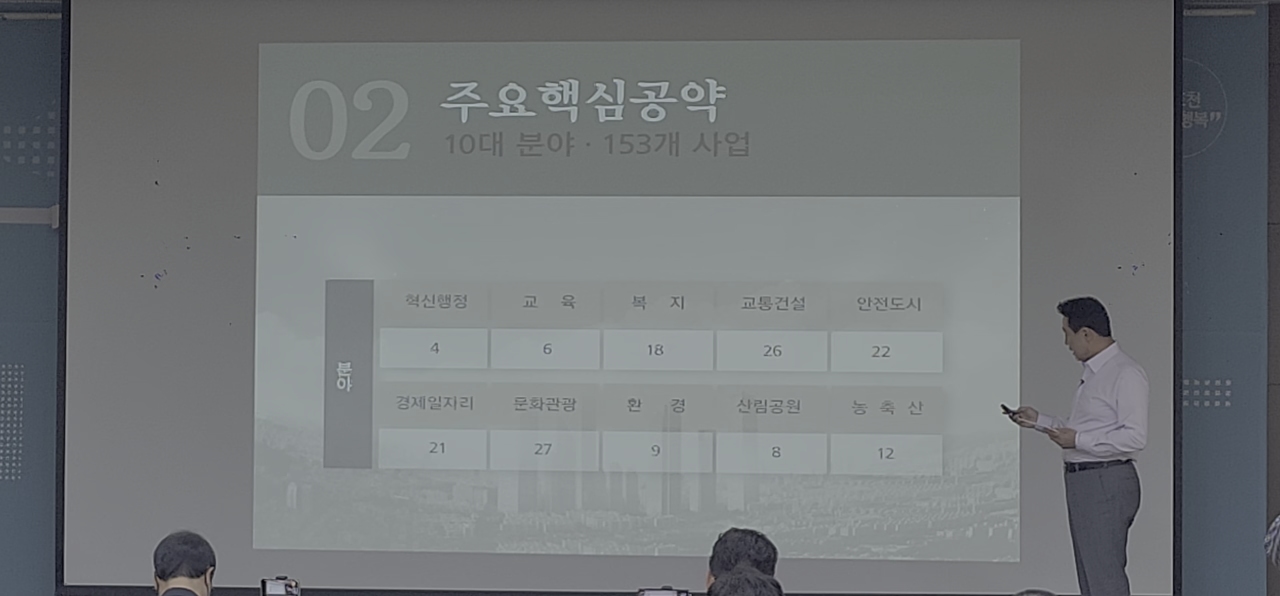 02
주요핵심공약
10대 분야 · 153개 사업
분야
혁신행정 교 육 복 지 교통건설 안전도시
4 6 18 26 22
경제일자리 문화관광 환 경 산림공원 농 축 산
21 27 9 8 12